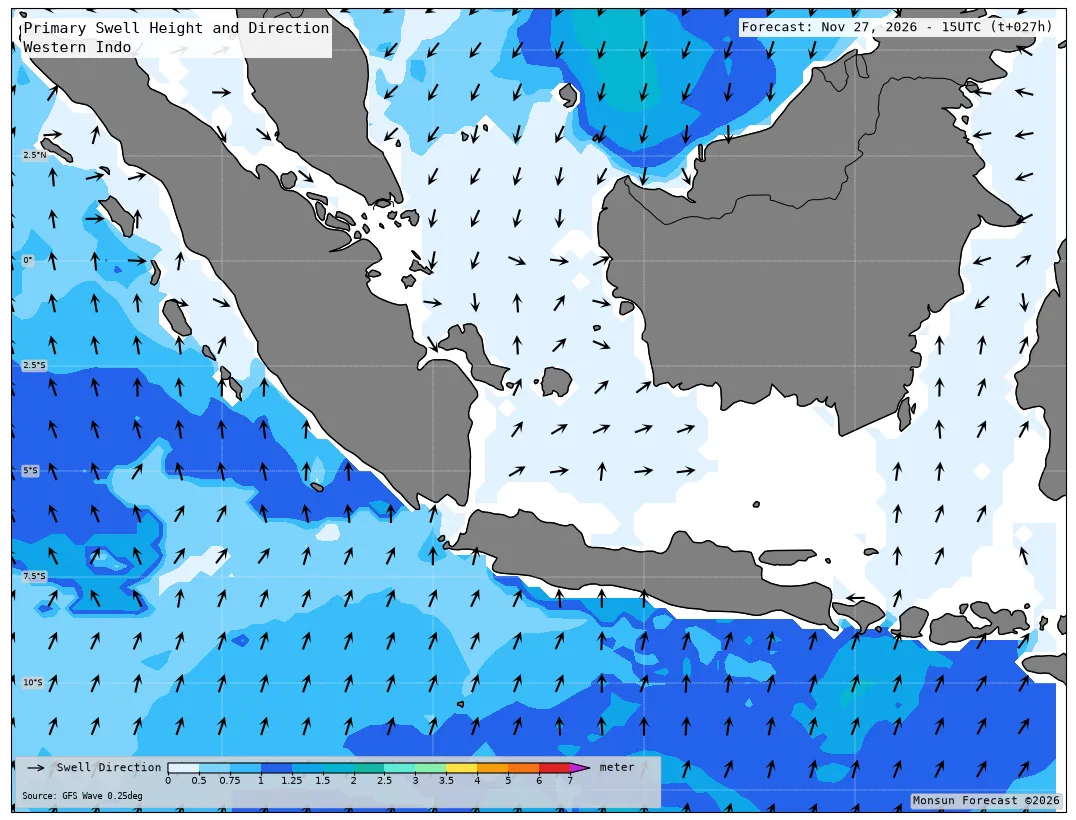 Primary Swell Height and Direction
Western Indo
Forecast: Nov 27, 2026 - 15UTC (t+027h)
2.5°N
0°
2.5°S
5°S
7.5°S
10°S
Swell Direction
0 0.5 0.75 1 1.25 1.5 2 2.5 3 3.5 4 5 6 7
meter
Source: GFS Wave 0.25deg
Monsun Forecast ©2026